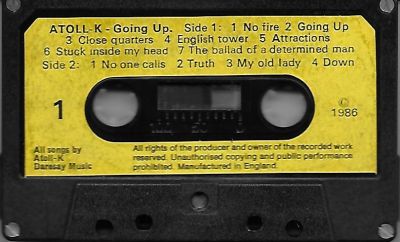 ATOLL-K - Going Up. Side 1: 1 No fire 2 Going Up
3 Close quarters 4 English tower 5 Attractions
6 Stuck inside my head 7 The ballad of a determined man
Side 2: 1 No one calls 2 Truth 3 My old lady 4 Down
1
©
1986
All songs by
Atoll-K
Daresay Music
All rights of the producer and owner of the recorded work
reserved. Unauthorised copying and public performance
prohibited. Manufactured in England.